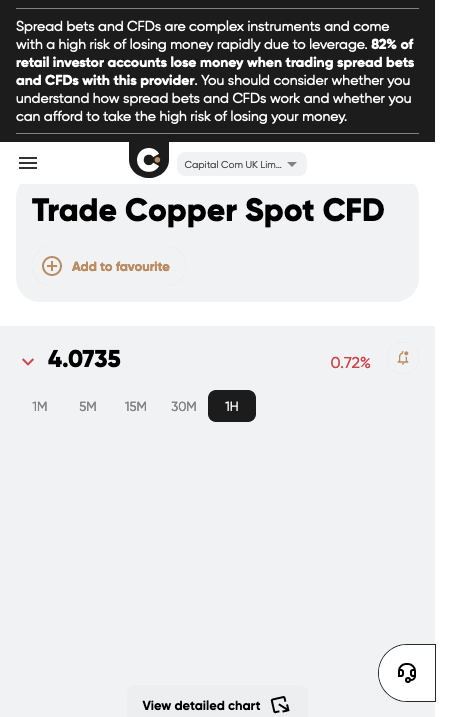 Spread bets and CFDs are complex instruments and come
with a high risk of losing money rapidly due to leverage. 82% of
retail investor accounts lose money when trading spread bets
and CFDs with this provider. You should consider whether you
understand how spread bets and CFDs work and whether you
can afford to take the high risk of losing your money.
Capital Com UK Lim...
Trade Copper Spot CFD
Add to favourite
4.0735
0.72%
1M 5M 15M 30M 1H
View detailed chart